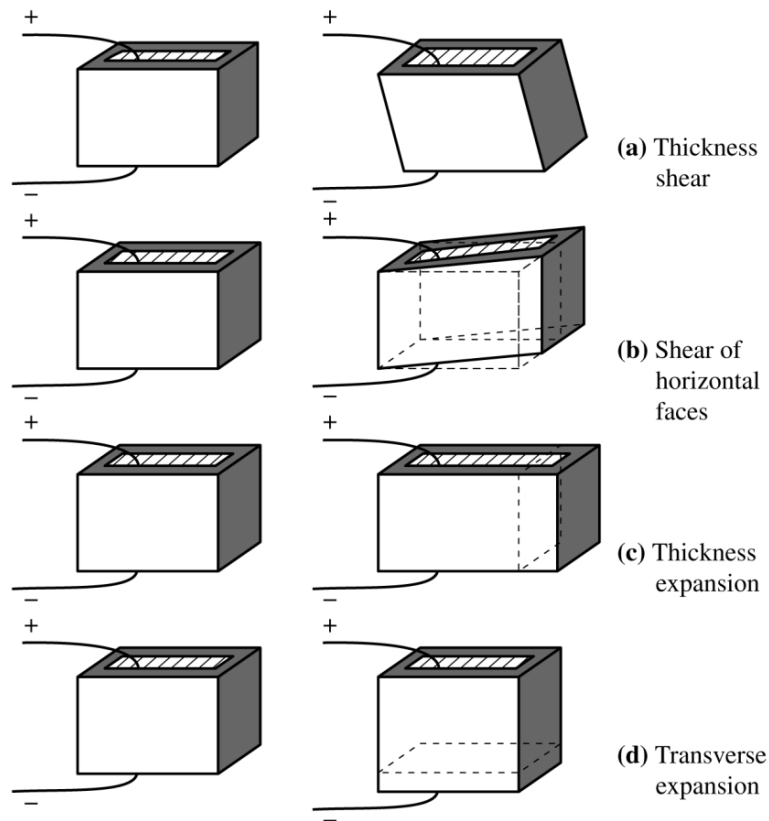 + +
(a) Thickness
shear
− −
+ +
(b) Shear of
horizontal
faces
− −
+ +
(c) Thickness
expansion
− −
+ +
(d) Transverse
expansion
− −